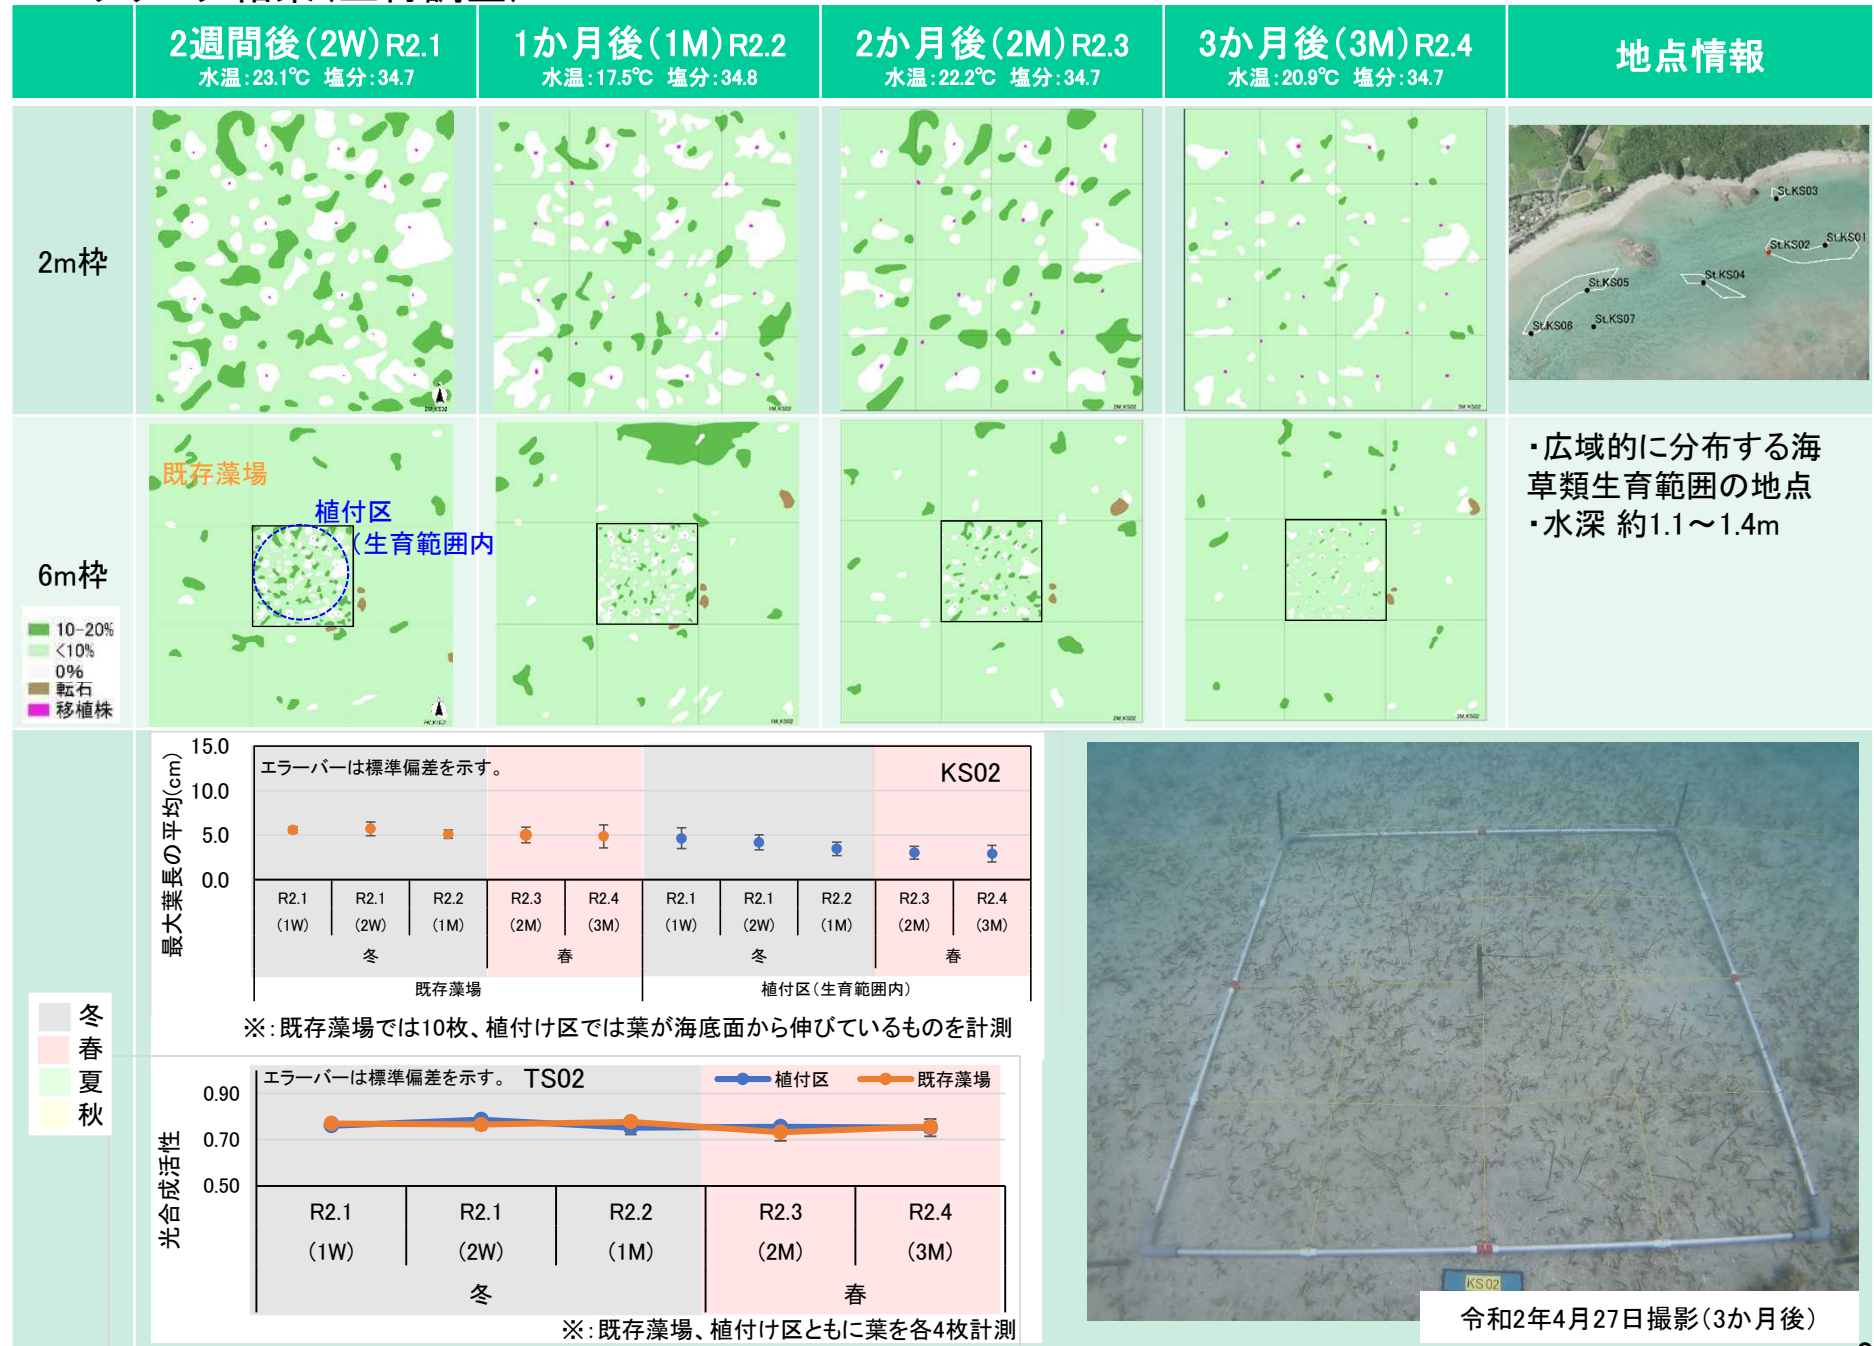 2週間後(2W)R2.1
水温:23.1℃ 塩分:34.7
1か月後(1M)R2.2
水温:17.5℃ 塩分:34.8
2か月後(2M)R2.3
水温:22.2℃ 塩分:34.7
3か月後(3M)R2.4
水温:20.9℃ 塩分:34.7
地点情報
2m枠
1M_KS02
2M_KS02
3M_KS02
St.KS03
St.KS02
St.KS01
St.KS04
St.KS05
St.KS06
St.KS07
6m枠
既存藻場
植付区
(生育範囲内
1M_KS02
2M_KS02
3M_KS02
・広域的に分布する海
草類生育範囲の地点
・水深 約1.1～1.4m
10-20%
<10%
0%
転石
移植株
最大葉長の平均(cm)
15.0
10.0
5.0
0.0
エラーバーは標準偏差を示す。
KS02
R2.1 R2.1 R2.2 R2.3 R2.4 R2.1 R2.1 R2.2 R2.3 R2.4
(1W) (2W) (1M) (2M) (3M) (1W) (2W) (1M) (2M) (3M)
冬 春 冬 春
既存藻場 植付区(生育範囲内)
※:既存藻場では10枚、植付け区では葉が海底面から伸びているものを計測
冬
春
夏
秋
光合成活性
0.90
0.70
0.50
エラーバーは標準偏差を示す。 TS02
植付区 既存藻場
R2.1 R2.1 R2.2 R2.3 R2.4
(1W) (2W) (1M) (2M) (3M)
冬 春
※:既存藻場、植付け区ともに葉を各4枚計測
KS02
令和2年4月27日撮影(3か月後)